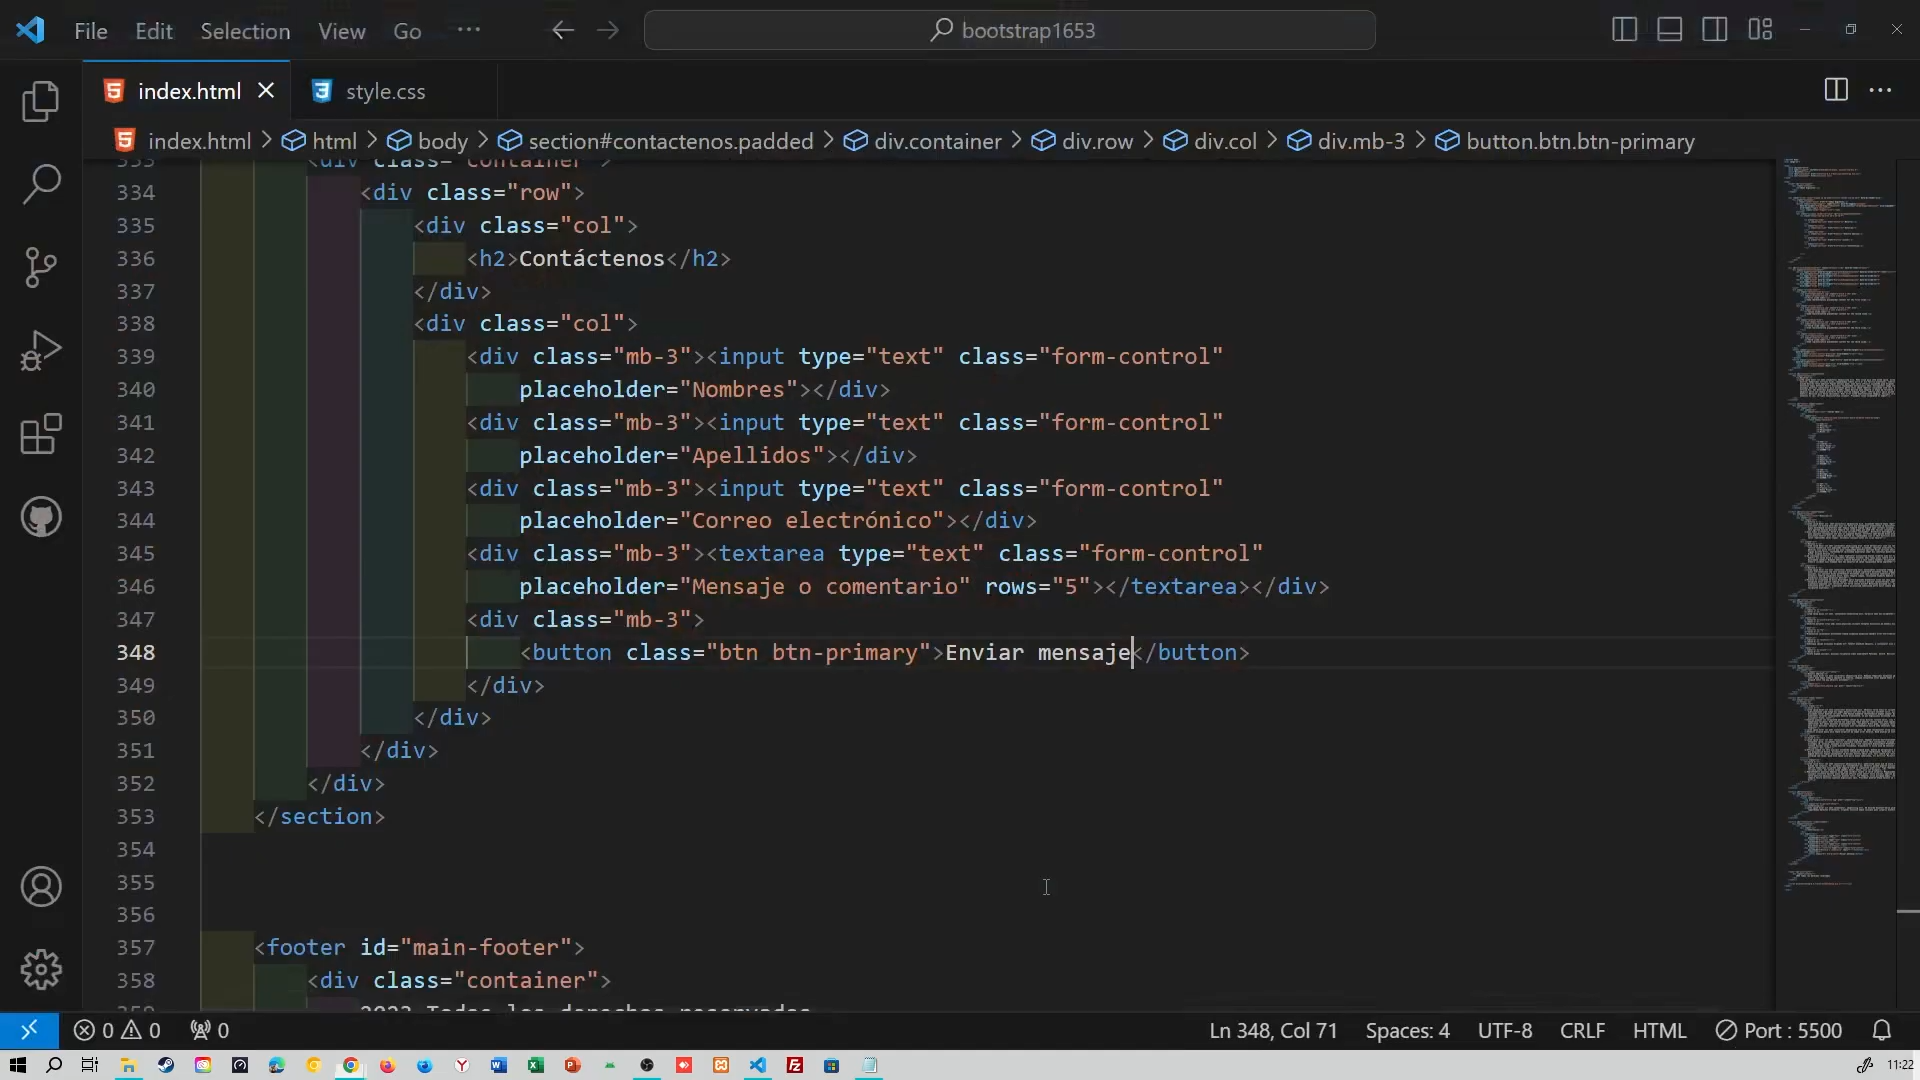 File Edit Selection View Go ··· bootstrap1653
index.html style.css
index.html > html > body > section#contactenos.padded > div.container > div.row > div.col > div.mb-3 > button.btn.btn-primary
334 <div class="row">
335 <div class="col">
336 <h2>Contáctenos</h2>
337 </div>
338 <div class="col">
339 <div class="mb-3"><input type="text" class="form-control"
340 placeholder="Nombres"></div>
341 <div class="mb-3"><input type="text" class="form-control"
342 placeholder="Apellidos"></div>
343 <div class="mb-3"><input type="text" class="form-control"
344 placeholder="Correo electrónico"></div>
345 <div class="mb-3"><textarea type="text" class="form-control"
346 placeholder="Mensaje o comentario" rows="5"></textarea></div>
347 <div class="mb-3">
348 <button class="btn btn-primary">Enviar mensaje</button>
349 </div>
350 </div>
351 </div>
352 </div>
353 </section>
354
355
356
357 <footer id="main-footer">
358 <div class="container">
2023 Todos los derechos reservados
0 0 0 Ln 348, Col 71 Spaces: 4 UTF-8 CRLF HTML Port : 5500
11:22